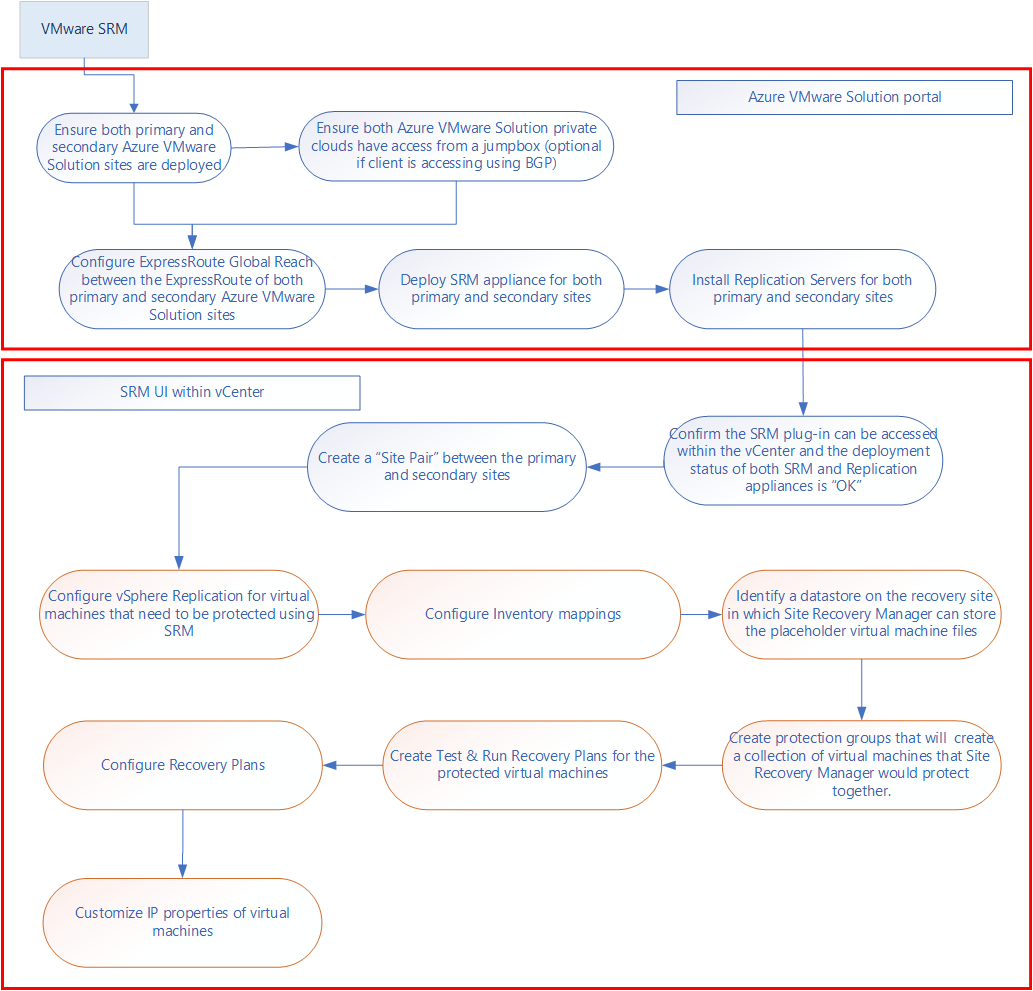 VMware SRM
Azure VMware Solution portal
Ensure both primary and
secondary Azure VMware
Solution sites are deployed
Ensure both Azure VMware Solution private
clouds have access from a jumpbox (optional
if client is accessing using BGP)
Configure ExpressRoute Global Reach
between the ExpressRoute of both
primary and secondary Azure VMware
Solution sites
Deploy SRM appliance for both
primary and secondary sites
Install Replication Servers for both
primary and secondary sites
SRM UI within vCenter
Confirm the SRM plug-in can be accessed
within the vCenter and the deployment
status of both SRM and Replication
appliances is “OK”
Create a “Site Pair” between the primary
and secondary sites
Configure vSphere Replication for virtual
machines that need to be protected using
SRM
Configure Inventory mappings
Identify a datastore on the recovery site
in which Site Recovery Manager can store
the placeholder virtual machine files
Create protection groups that will  create
a collection of virtual machines that Site
Recovery Manager would protect
together.
Create Test & Run Recovery Plans for the
protected virtual machines
Configure Recovery Plans
Customize IP properties of virtual
machines